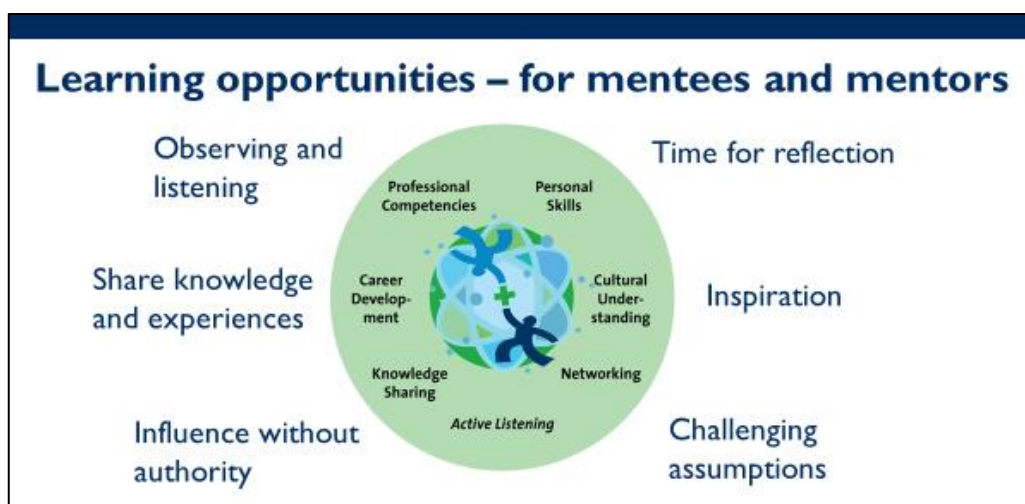 Learning opportunities – for mentees and mentors
Observing and
listening
Time for reflection
Professional
Competencies
Personal
Skills
Share knowledge
and experiences
Career
Develop-
ment
Cultural
Under-
standing
Inspiration
Knowledge
Sharing
Networking
Active Listening
Influence without
authority
Challenging
assumptions